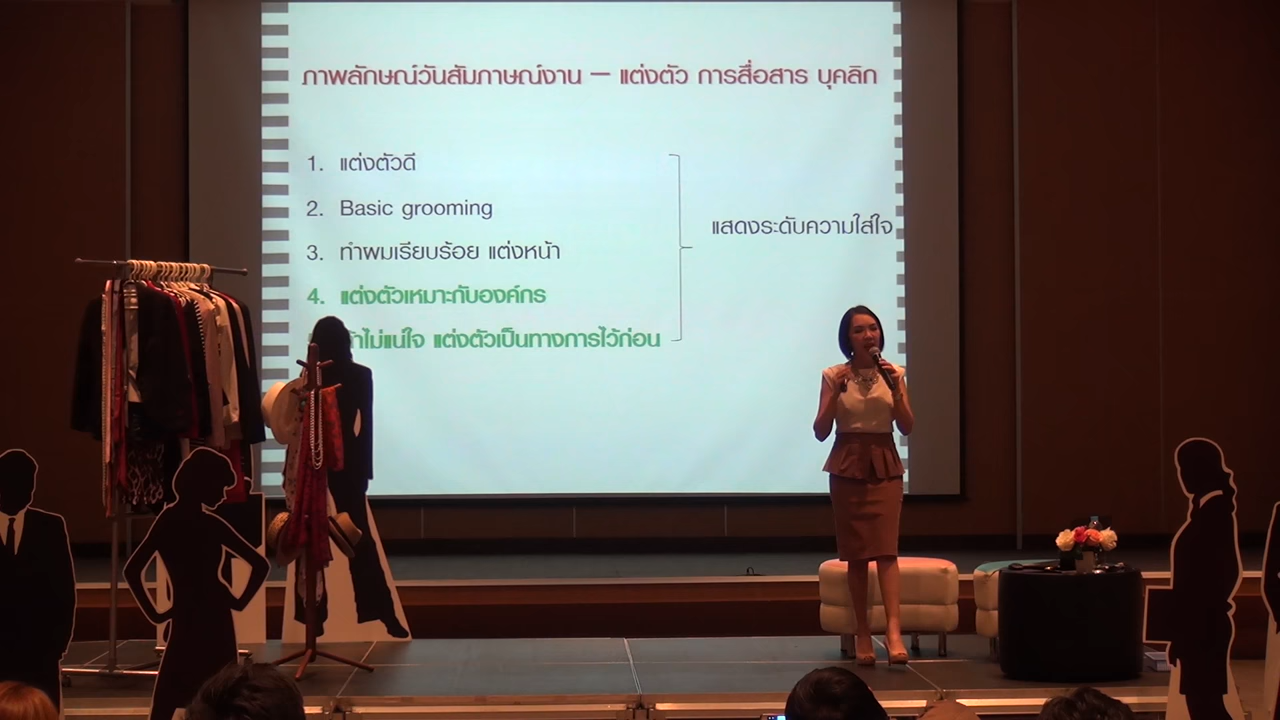 ภาพลักษณ์วันสัมภาษณ์งาน – แต่งตัว การสื่อสาร บุคลิก
1. แต่งตัวดี
2. Basic grooming
3. ทำผมเรียบร้อย แต่งหน้า
4. แต่งตัวเหมาะกับองค์กร
ไม่แน่ใจ แต่งตัวเป็นทางการไว้ก่อน
แสดงระดับความใส่ใจ